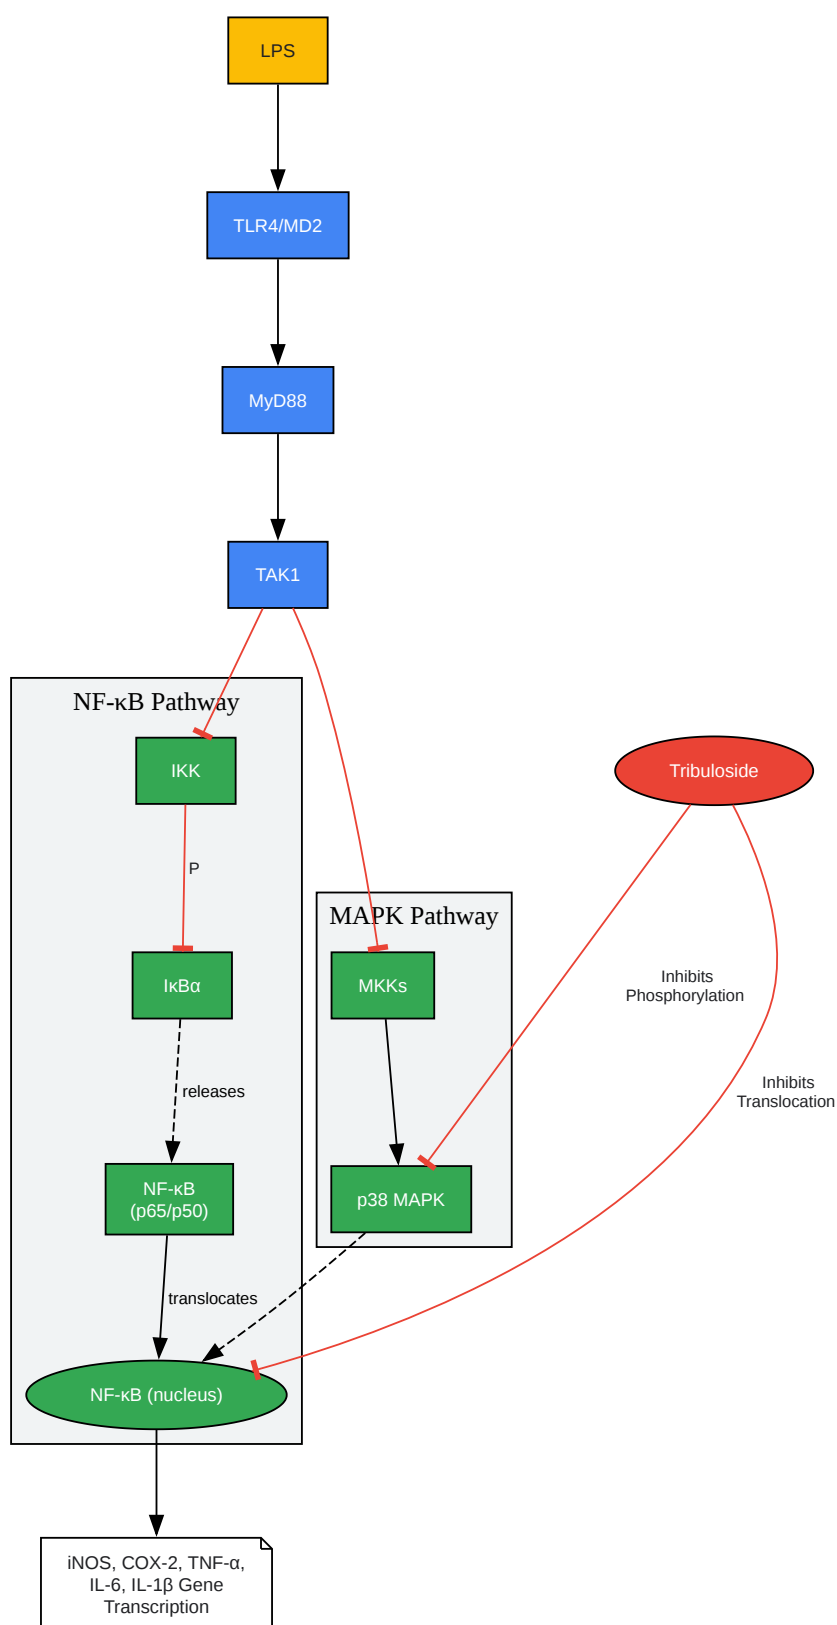 LPS
TLR4/MD2
MyD88
TAK1
NF-κB Pathway
IKK
Tribuloside
P
MAPK Pathway
IκBα
MKKs
Inhibits
Phosphorylation
releases
Inhibits
Translocation
NF-κB
(p65/p50)
p38 MAPK
translocates
NF-κB (nucleus)
iNOS, COX-2, TNF-α,
IL-6, IL-1β Gene
Transcription